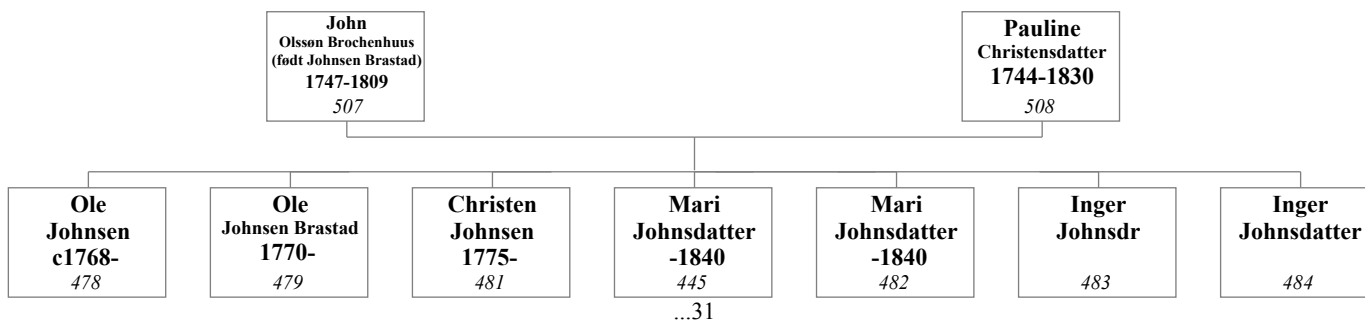 John
Olssøn Brochenhuus
(født Johnsen Brastad)
1747-1809
507
Pauline
Christensdatter
1744-1830
508
Ole
Johnsen
c1768-
478
Ole
Johnsen Brastad
1770-
479
Christen
Johnsen
1775-
481
Mari
Johnsdatter
-1840
445
...31
Mari
Johnsdatter
-1840
482
Inger
Johnsdr
483
Inger
Johnsdatter
484